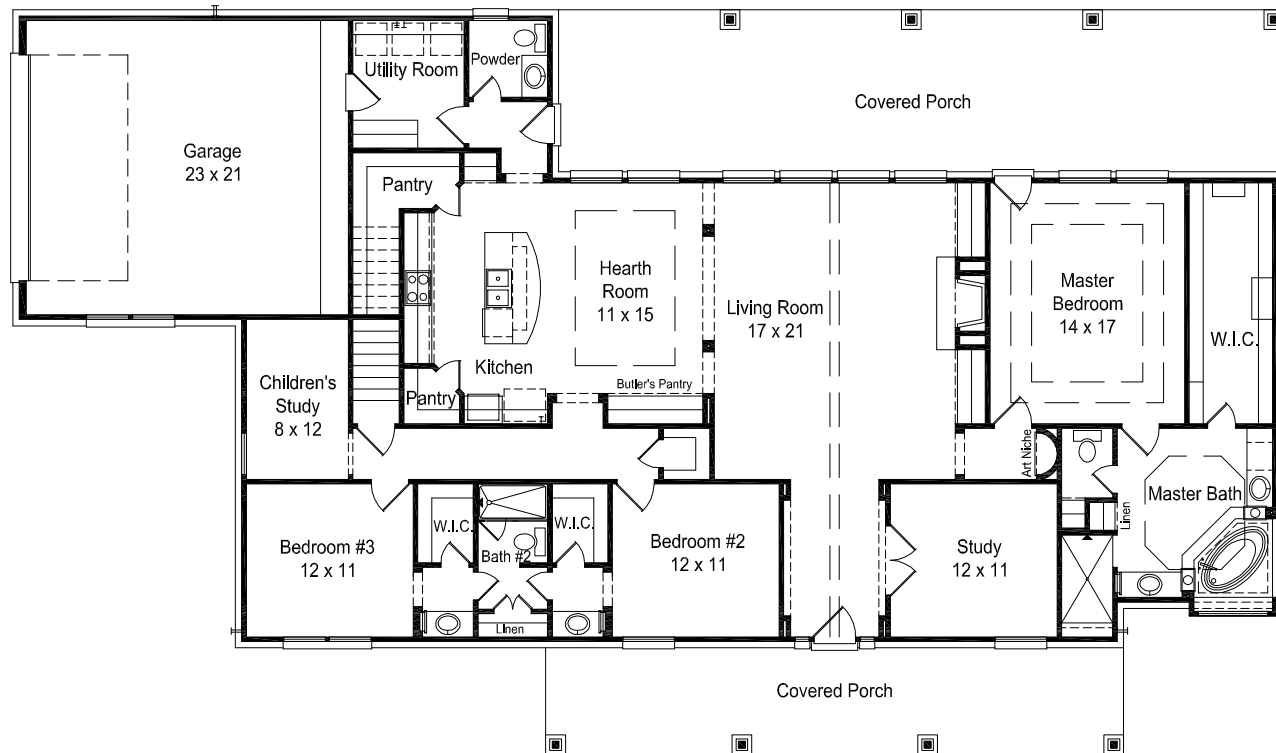 Powder
Utility Room
Covered Porch
Garage
23 x 21
Pantry
Hearth
Room
11 x 15
Living Room
17 x 21
Master
Bedroom
14 x 17
W.I.C.
Kitchen
Butler's Pantry
Pantry
Children's
Study
8 x 12
Art Niche
Master Bath
Linen
W.I.C.
W.I.C.
Bedroom #3
12 x 11
Bath #2
Bedroom #2
12 x 11
Study
12 x 11
Linen
Covered Porch